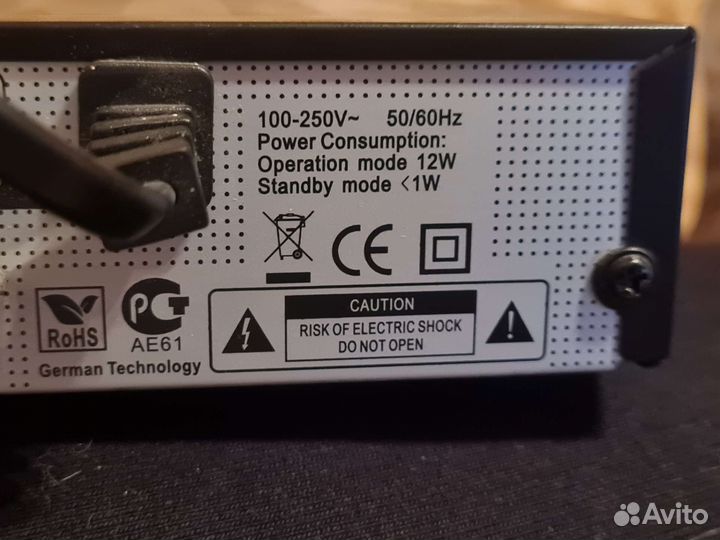 100-250V~ 50/60Hz
Power Consumption:
Operation mode 12W
Standby mode <1W
CE
RoHS
РСТ
AE61
German Technology
CAUTION
RISK OF ELECTRIC SHOCK
DO NOT OPEN
Avito